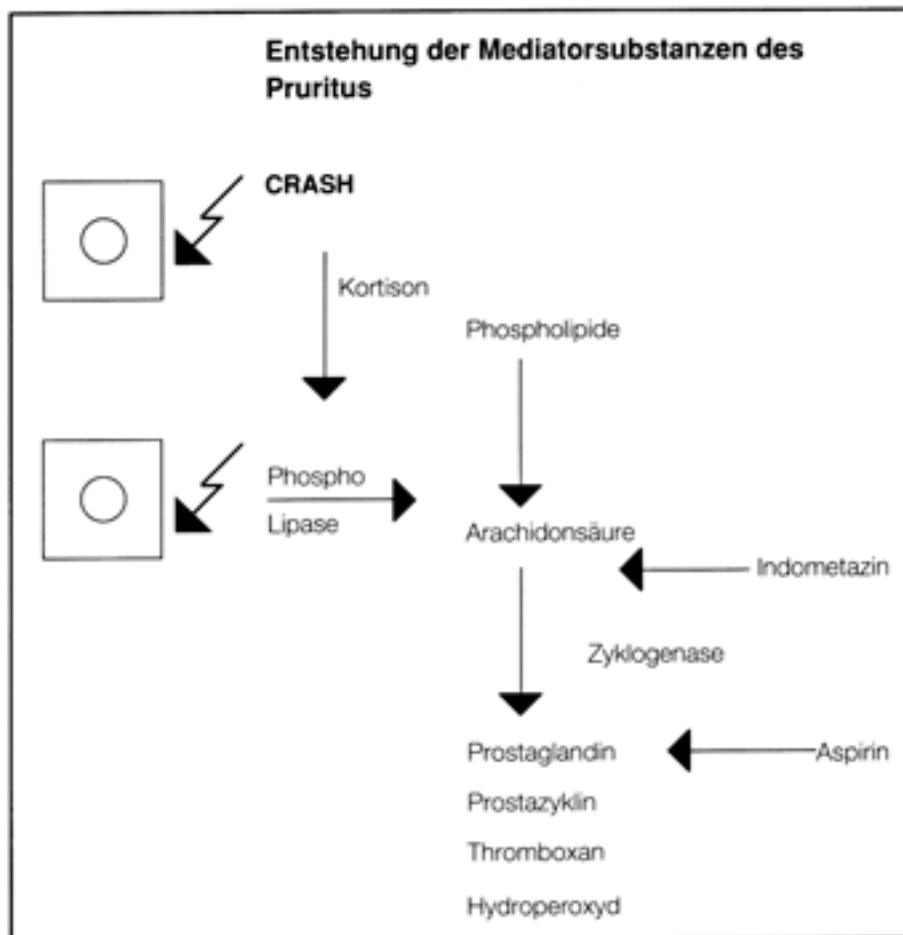 Entstehung der Mediatorsubstanzen des
Pruritus
CRASH
Kortison
Phospholipide
Phospho
Lipase
Arachidonsäure
Indometazin
Zyklogenase
Prostaglandin
Aspirin
Prostazyklin
Thromboxan
Hydroperoxyd